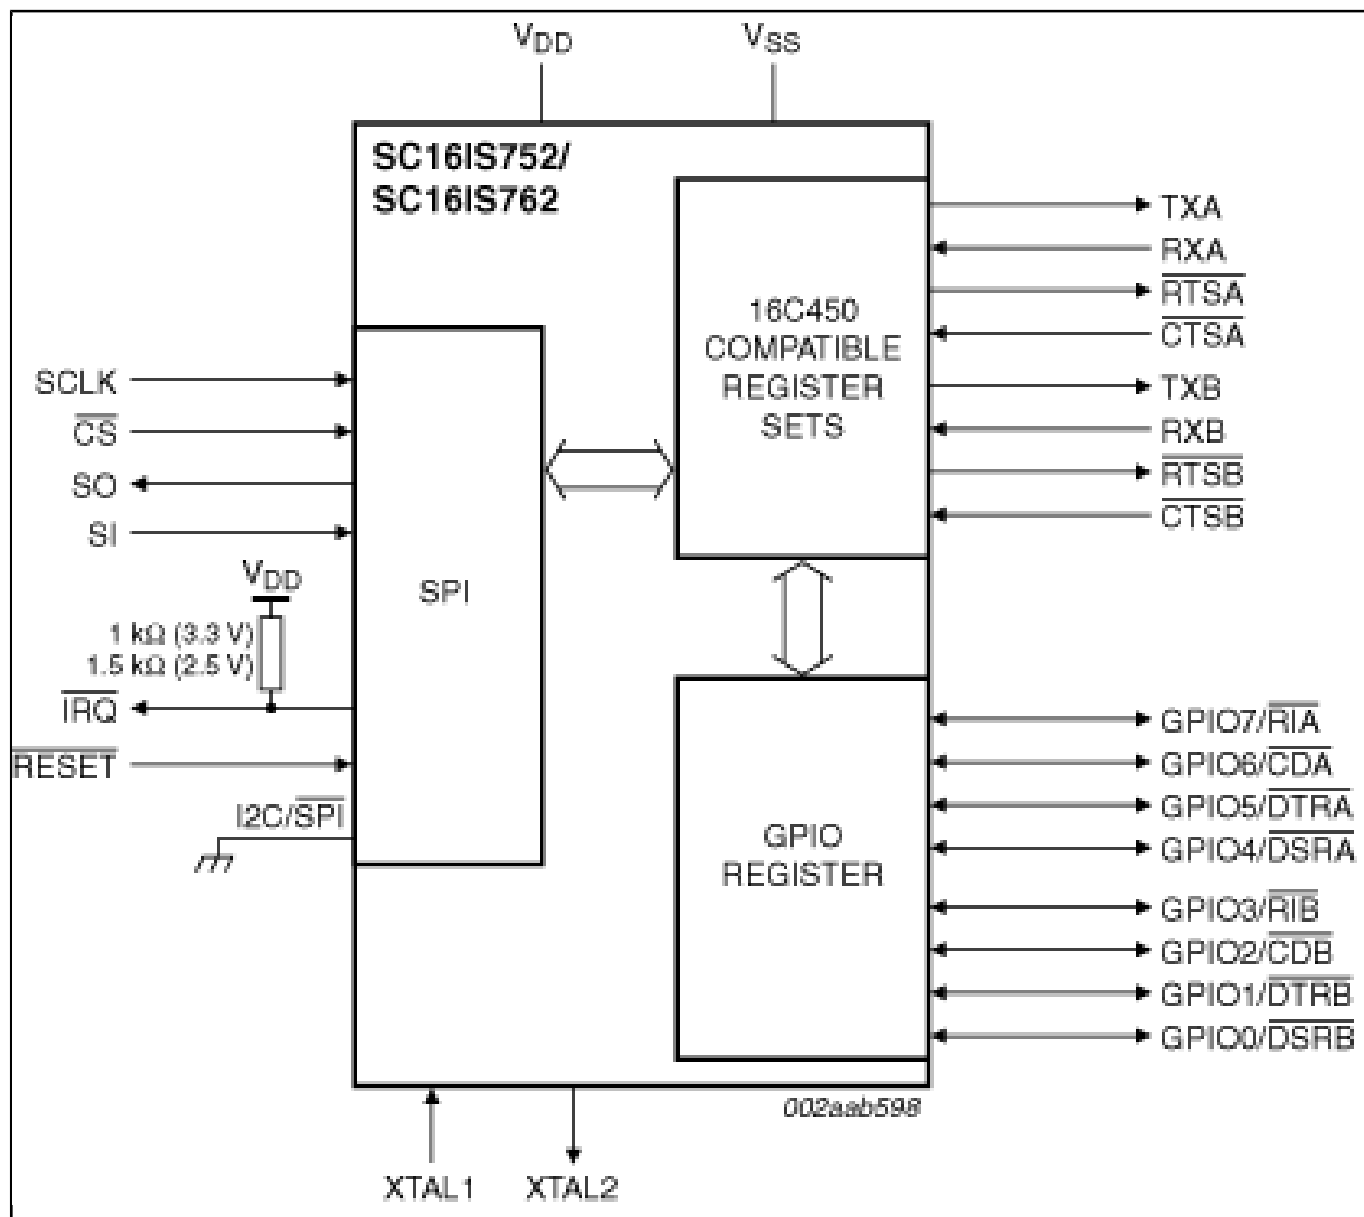 VDD
VSS
SC16IS752/
SC16IS762
16C450
COMPATIBLE
REGISTER
SETS
TXA
RXA
RTSA
CTSA
TXB
RXB
RTSB
CTSB
SCLK
CS
SO
SI
VDD
1 kΩ (3.3 V)
1.5 kΩ (2.5 V)
IRQ
RESET
I2C/SPI
SPI
GPIO
REGISTER
GPIO7/RIA
GPIO6/CDA
GPIO5/DTRA
GPIO4/DSRA
GPIO3/RIB
GPIO2/CDB
GPIO1/DTRB
GPIO0/DSRB
002aab598
XTAL1
XTAL2